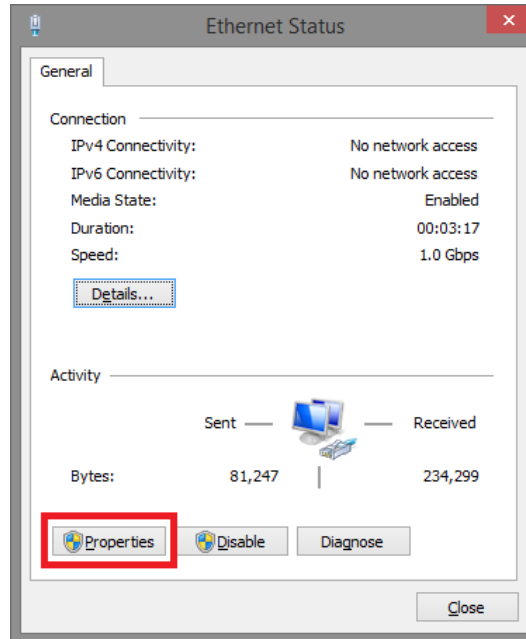 Ethernet Status
General
Connection
IPv4 Connectivity: No network access
IPv6 Connectivity: No network access
Media State: Enabled
Duration: 00:03:17
Speed: 1.0 Gbps
Details...
Activity
Sent Received
Bytes: 81,247 234,299
Properties Disable Diagnose
Close